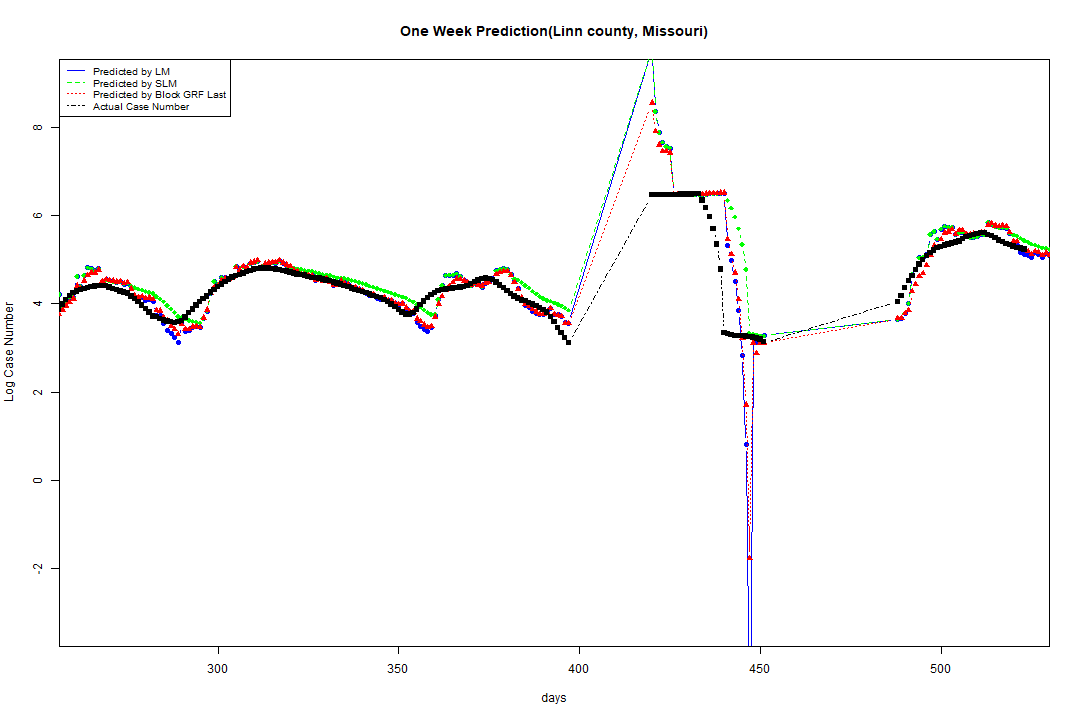 One Week Prediction(Linn county, Missouri)
Predicted by LM
Predicted by SLM
Predicted by Block GRF Last
Actual Case Number
8
6
4
2
0
-2
Log Case Number
300
350
400
450
500
days